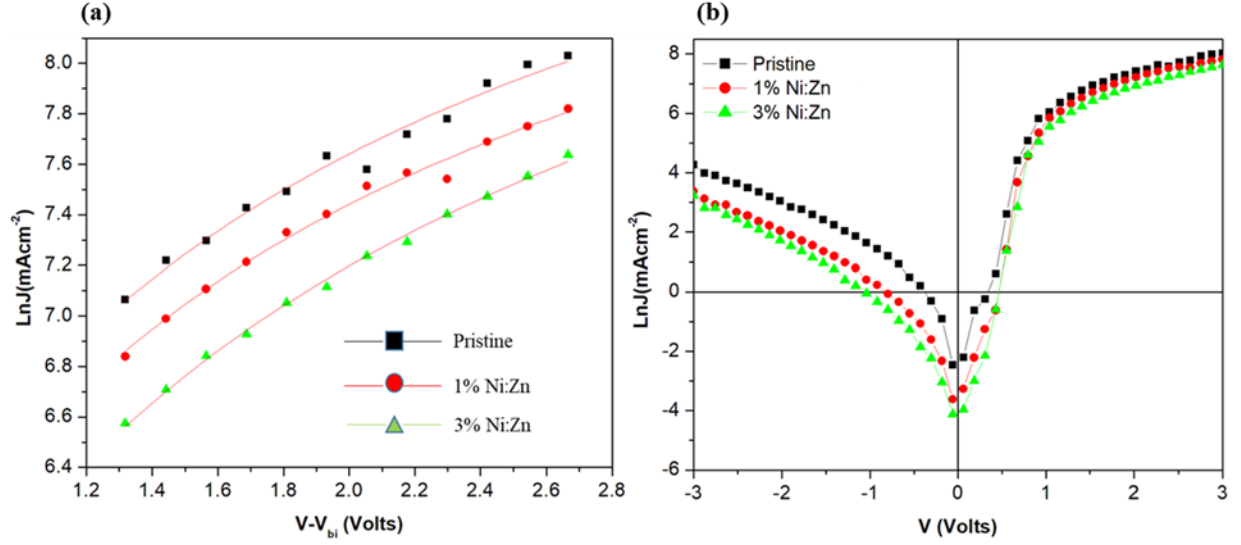 (a)
LnJ(mAcm-2)
8.0
7.8
7.6
7.4
7.2
7.0
6.8
6.6
6.4
1.2 1.4 1.6 1.8 2.0 2.2 2.4 2.6 2.8
V-Vbi (Volts)
Pristine
1% Ni:Zn
3% Ni:Zn
(b)
LnJ(mAcm-2)
8
6
4
2
0
-2
-4
-6
-3 -2 -1 0 1 2 3
V (Volts)
Pristine
1% Ni:Zn
3% Ni:Zn